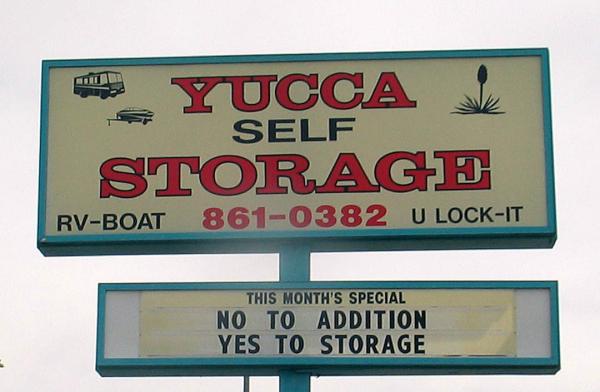 YUCCA
SELF
STORAGE
RV-BOAT 861-0382 U LOCK-IT
THIS MONTH'S SPECIAL
NO TO ADDITION
YES TO STORAGE